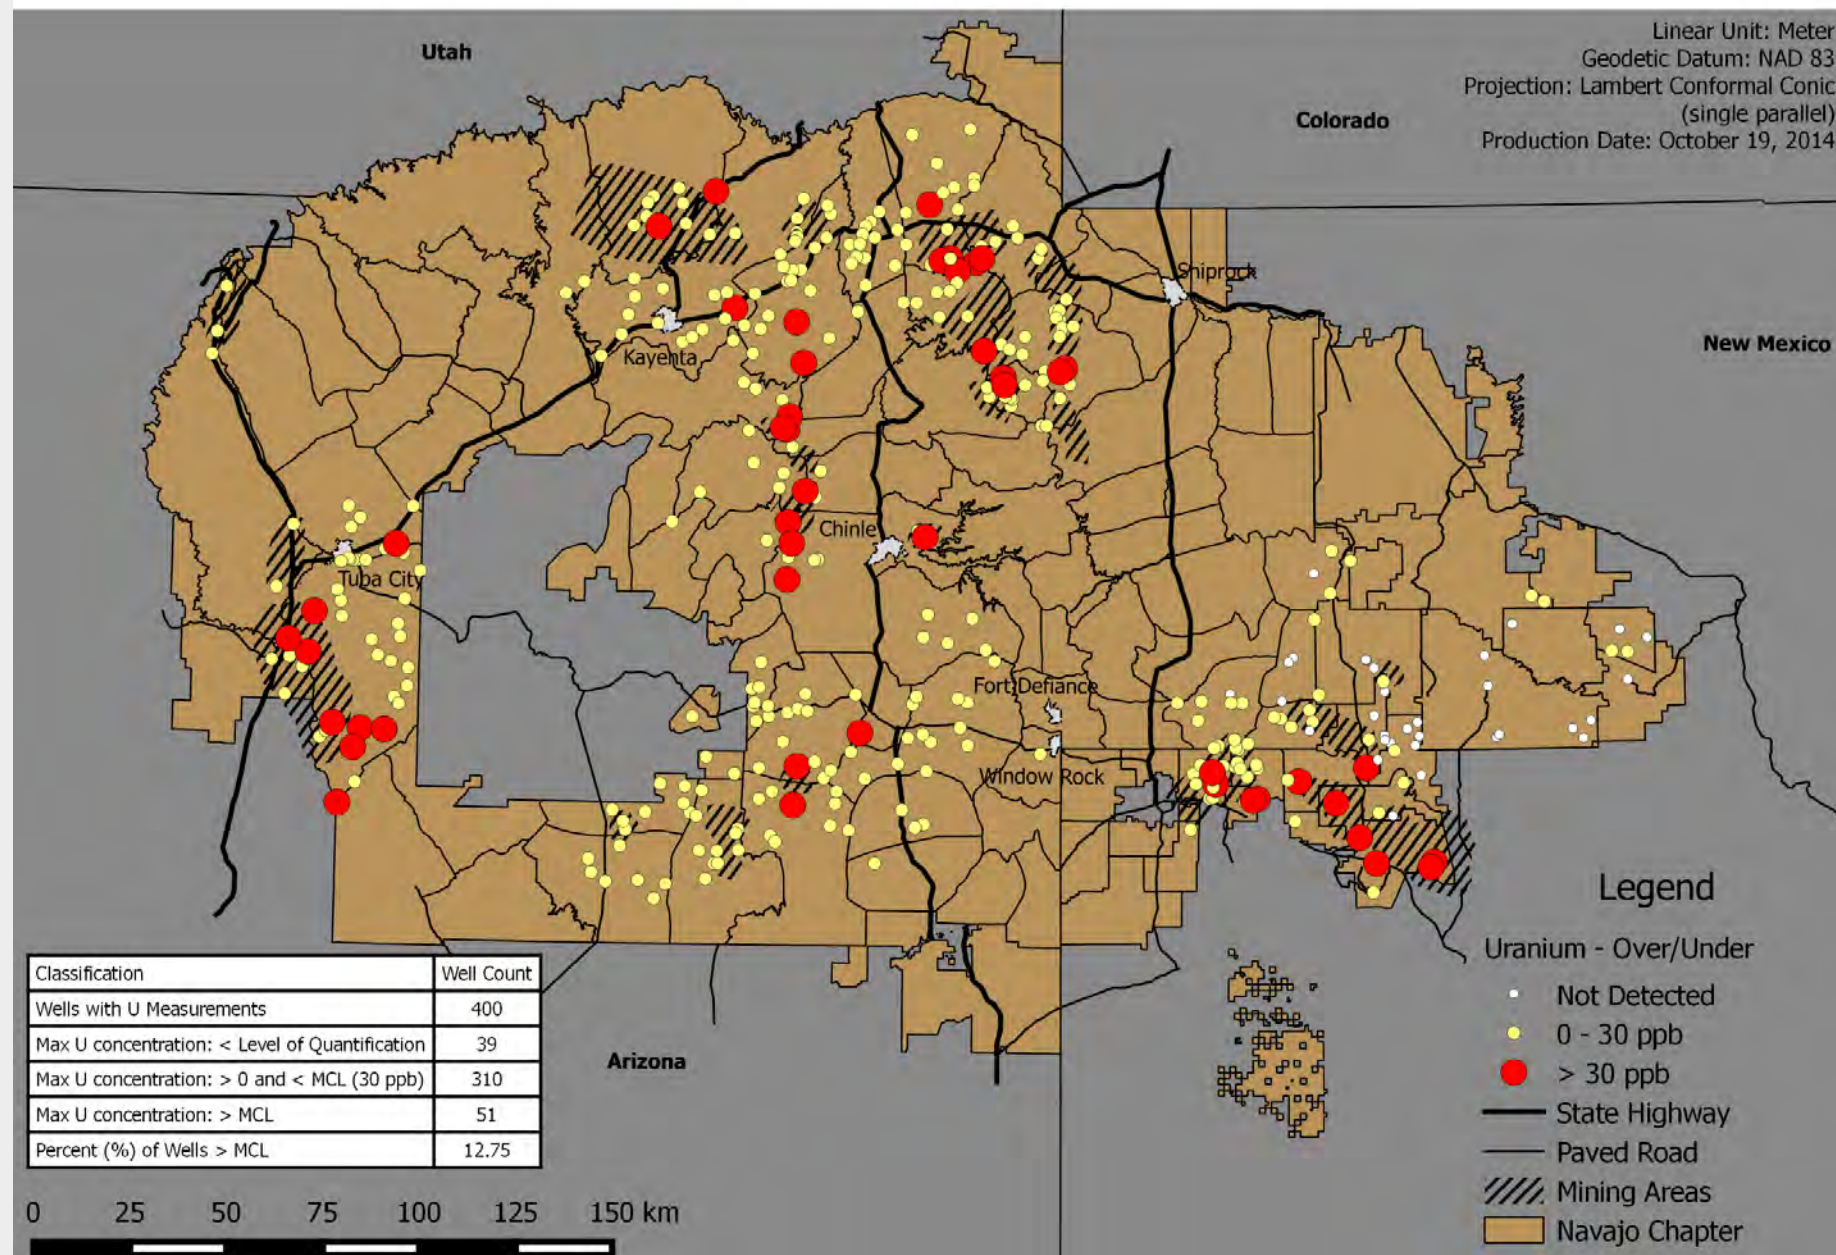 Utah
Linear Unit: Meter
Geodetic Datum: NAD 83
Projection: Lambert Conformal Conic
(single parallel)
Production Date: October 19, 2014
Colorado
Shiprock
New Mexico
Kayenta
Chinle
Tuba City
Fort Defiance
Window Rock
Arizona
Classification Well Count
Wells with U Measurements 400
Max U concentration: < Level of Quantification 39
Max U concentration: > 0 and < MCL (30 ppb) 310
Max U concentration: > MCL 51
Percent (%) of Wells > MCL 12.75
0 25 50 75 100 125 150 km
Legend
Uranium - Over/Under
Not Detected
0 - 30 ppb
> 30 ppb
State Highway
Paved Road
Mining Areas
Navajo Chapter